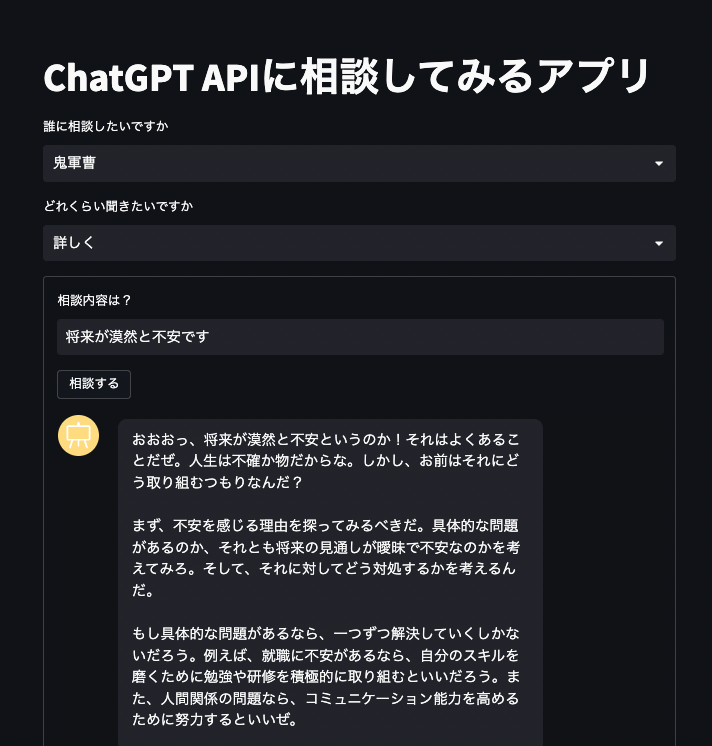 ChatGPT APIに相談してみるアプリ
誰に相談したいですか
鬼軍曹
どれくらい聞きたいですか
詳しく
相談内容は？
将来が漠然と不安です
相談する
おおおっ、将来が漠然と不安というのか！それはよくあるこ
とだぜ。人生は不確か物だからな。しかし、お前はそれにど
う取り組むつもりなんだ？
まず、不安を感じる理由を探ってみるべきだ。具体的な問題
があるのか、それとも将来の見通しが曖昧で不安なのかを考
えてみろ。そして、それに対してどう対処するかを考えるん
だ。
もし具体的な問題があるなら、一つずつ解決していくしかな
いだろう。例えば、就職に不安があるなら、自分のスキルを
磨くために勉強や研修を積極的に取り組むといいだろう。ま
た、人間関係の問題なら、コミュニケーション能力を高める
ために努力するといいぜ。